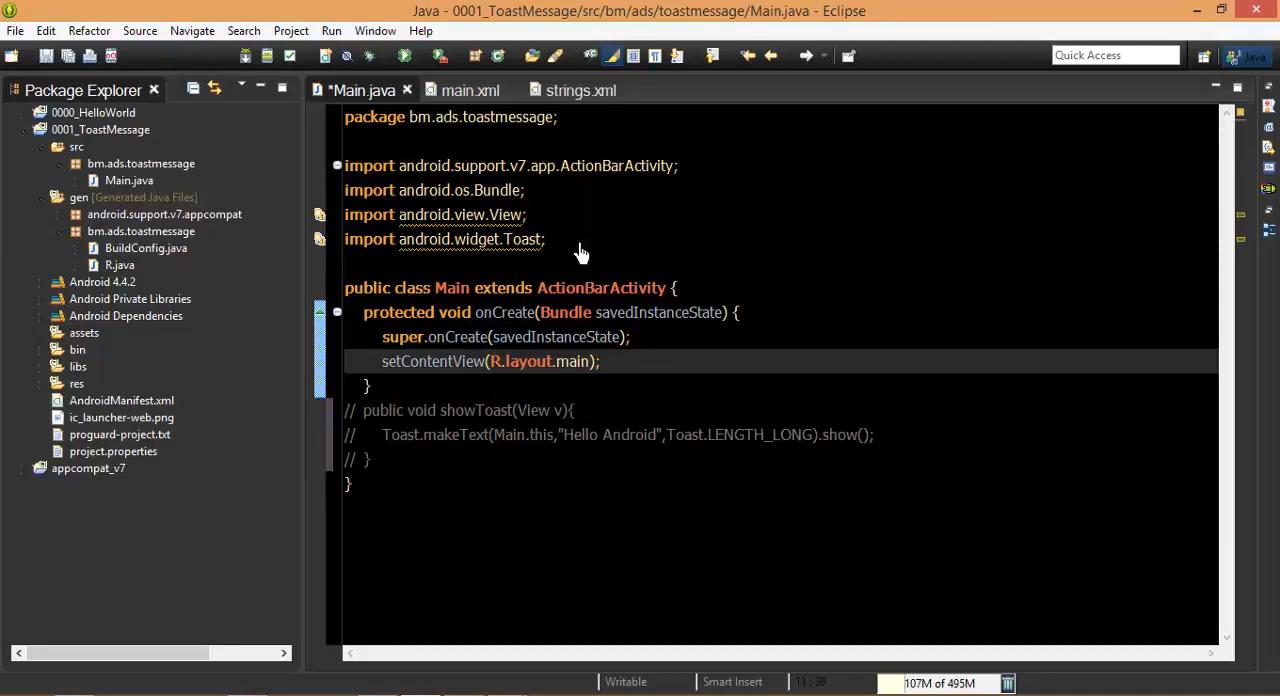 Java - 0001_ToastMessage/src/bm/ads/toastmessage/Main.java - Eclipse
File Edit Refactor Source Navigate Search Project Run Window Help
Quick Access
Java
Package Explorer
*Main.java main.xml strings.xml
0000_HelloWorld
0001_ToastMessage
src
bm.ads.toastmessage
Main.java
gen [Generated Java Files]
android.support.v7.appcompat
bm.ads.toastmessage
BuildConfig.java
R.java
Android 4.4.2
Android Private Libraries
Android Dependencies
assets
bin
libs
res
AndroidManifest.xml
ic_launcher-web.png
proguard-project.txt
project.properties
appcompat_v7
package bm.ads.toastmessage;
import android.support.v7.app.ActionBarActivity;
import android.os.Bundle;
import android.view.View;
import android.widget.Toast;
public class Main extends ActionBarActivity {
protected void onCreate(Bundle savedInstanceState) {
super.onCreate(savedInstanceState);
setContentView(R.layout.main);
}
// public void showToast(View v){
// Toast.makeText(Main.this,"Hello Android",Toast.LENGTH_LONG).show();
// }
}
Writable Smart Insert 11 : 30 107M of 495M